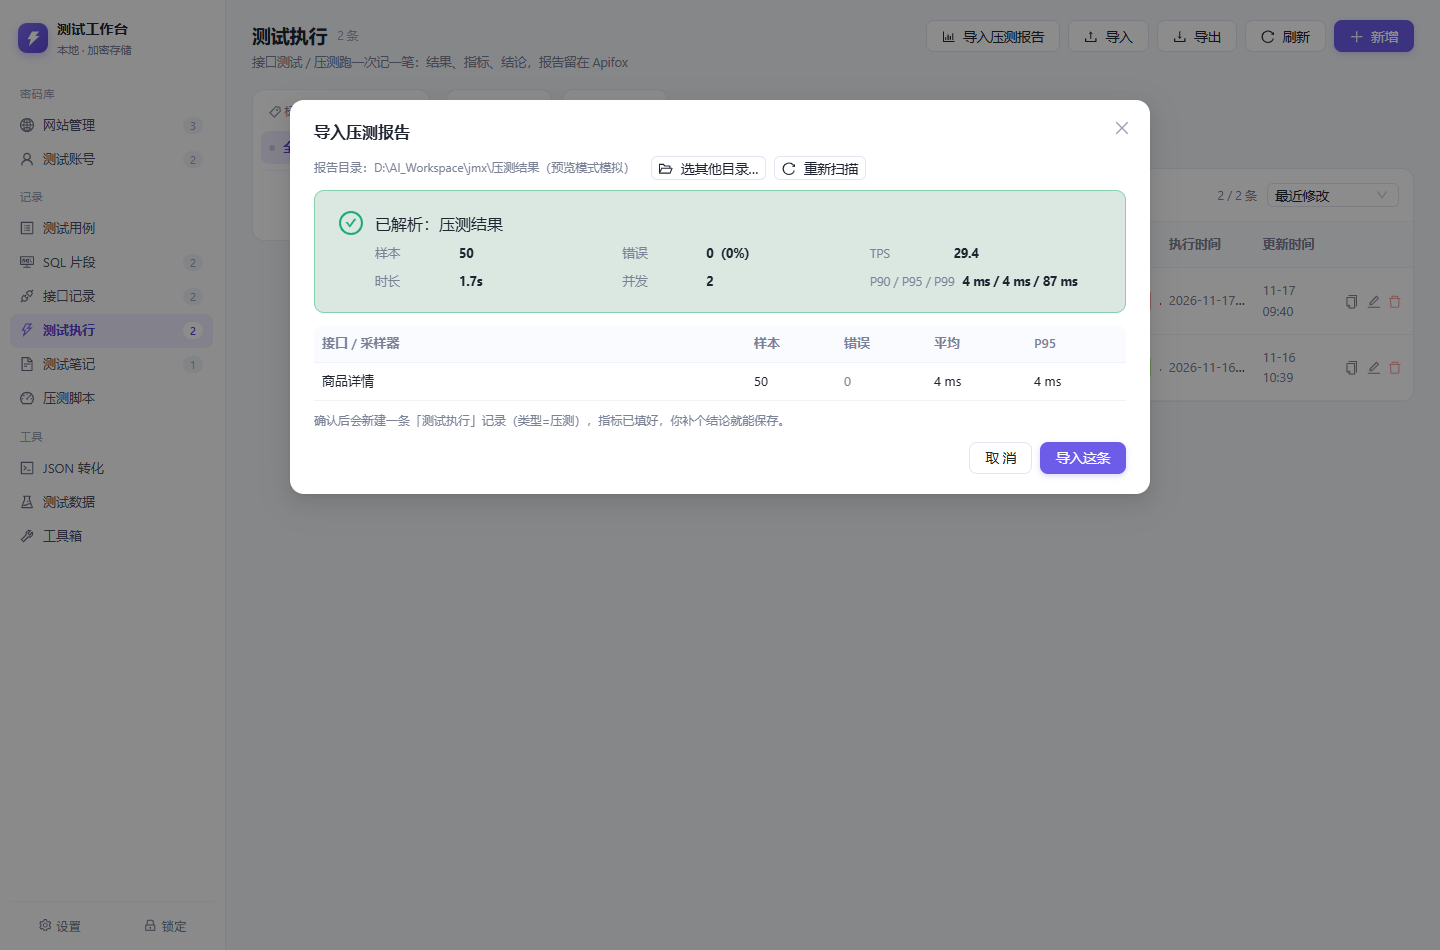 测试工作台
本地 · 加密存储
密码库
网站管理 3
测试账号 2
记录
测试用例
SQL 片段 2
接口记录 2
测试执行 2
测试笔记 1
压测脚本
工具
JSON 转化
测试数据
工具箱
设置 锁定
测试执行 2 条
接口测试 / 压测跑一次记一笔：结果、指标、结论，报告留在 Apifox
导入压测报告 导入 导出 刷新 新增
2 / 2 条 最近修改
执行时间 更新时间
2026-11-17... 11-17 09:40
2026-11-16... 11-16 10:39
导入压测报告
报告目录：D:\AI_Workspace\jmx\压测结果（预览模式模拟） 选其他目录... 重新扫描
已解析：压测结果
样本 50 错误 0 (0%) TPS 29.4
时长 1.7s 并发 2 P90 / P95 / P99 4 ms / 4 ms / 87 ms
接口 / 采样器 样本 错误 平均 P95
商品详情 50 0 4 ms 4 ms
确认后会新建一条「测试执行」记录（类型=压测），指标已填好，你补个结论就能保存。
取 消 导入这条